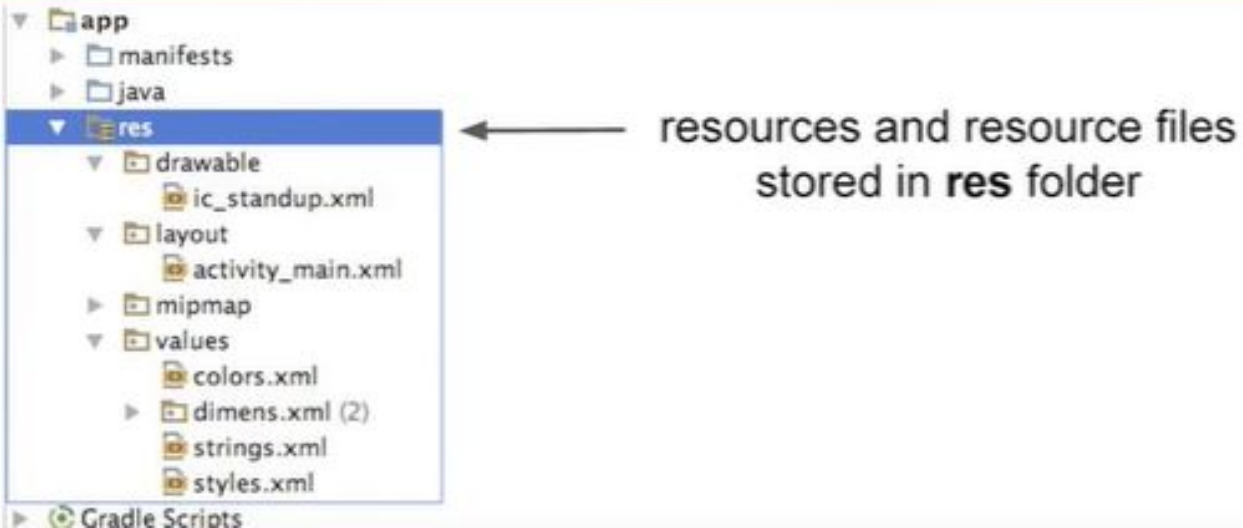 app
manifests
java
res
drawable
ic_standup.xml
layout
activity_main.xml
mipmap
values
colors.xml
dimens.xml (2)
strings.xml
styles.xml
Gradle Scripts
resources and resource files
stored in res folder